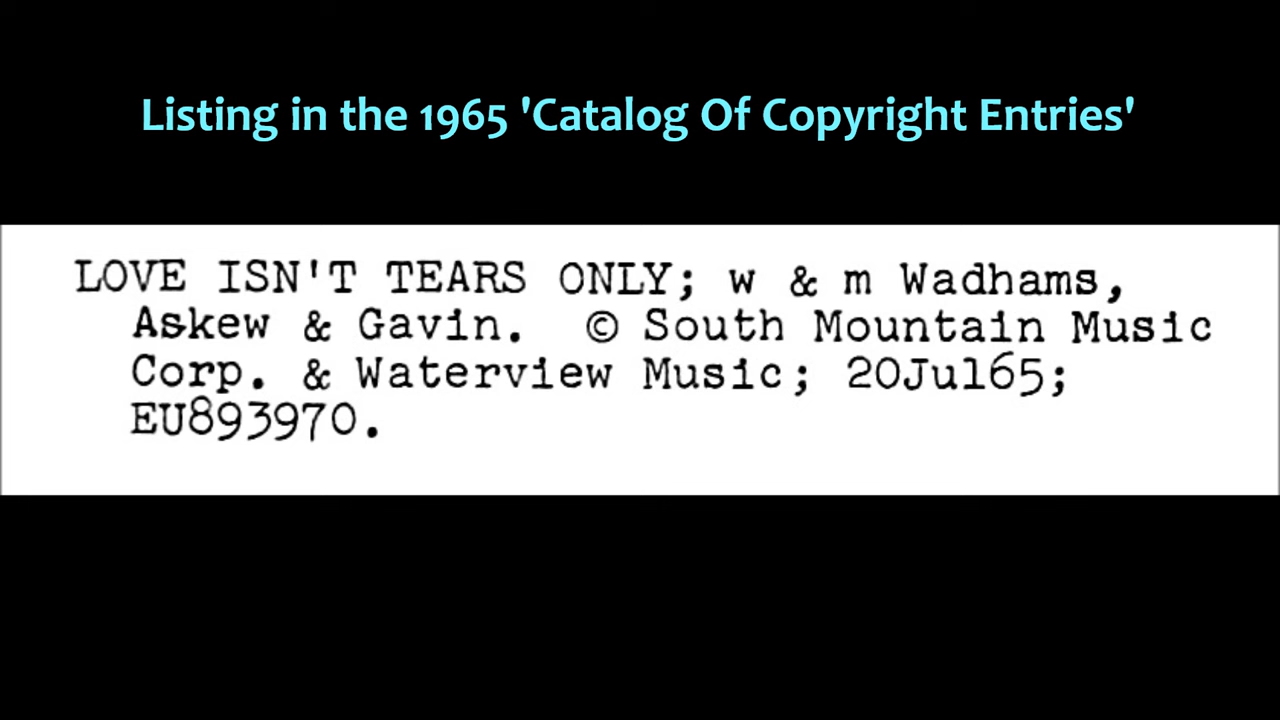 Listing in the 1965 'Catalog Of Copyright Entries'
LOVE ISN'T TEARS ONLY; w & m Wadhams,
Askew & Gavin. © South Mountain Music
Corp. & Waterview Music; 20Jul65;
EU893970.